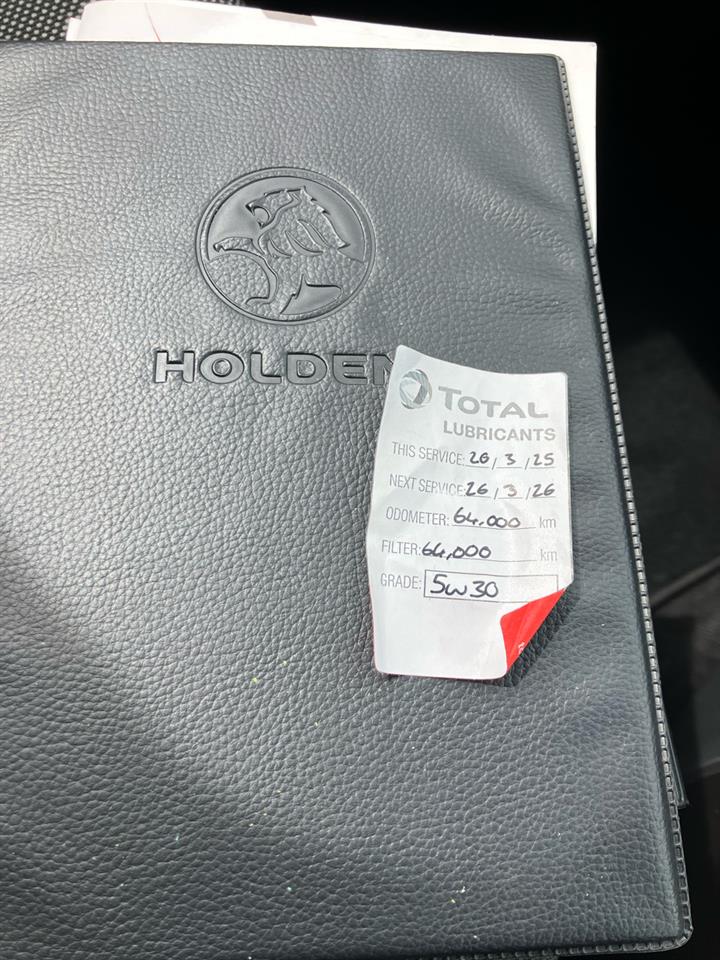 HOLDEN
TOTAL
LUBRICANTS
THIS SERVICE: 26/3/25
NEXT SERVICE: 26/3/26
ODOMETER: 64,000 km
FILTER: 64,000 km
GRADE: 5w30